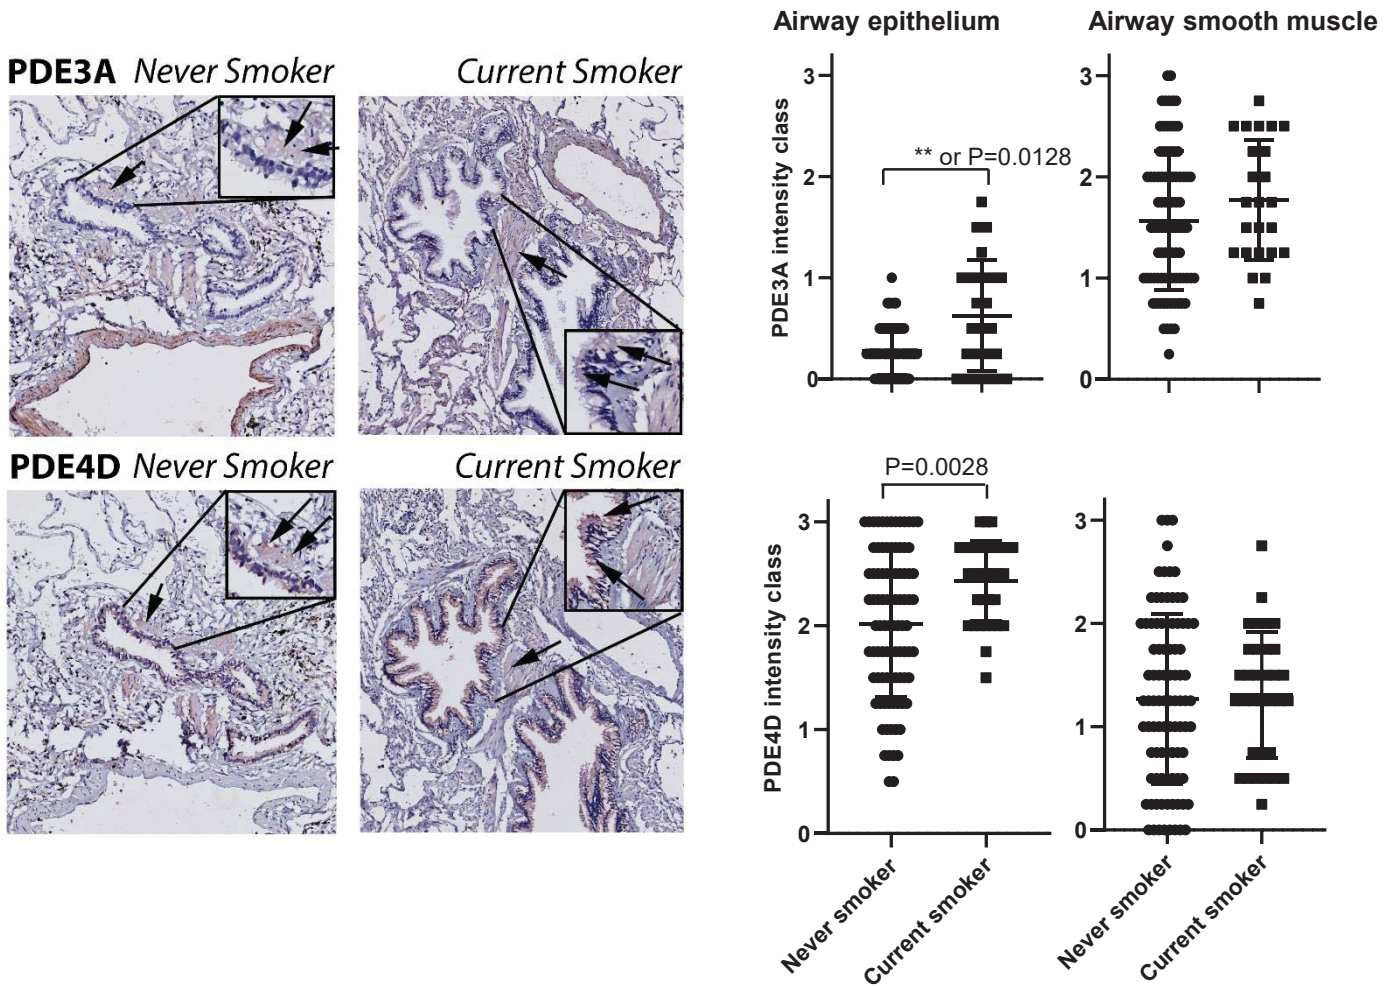 Airway epithelium
Airway smooth muscle
PDE3A Never Smoker
Current Smoker
PDE3A intensity class
3
2
1
0
** or P=0.0128
3
2
1
0
PDE4D Never Smoker
Current Smoker
PDE4D intensity class
3
2
1
0
P=0.0028
3
2
1
0
Never smoker
Current smoker
Never smoker
Current smoker